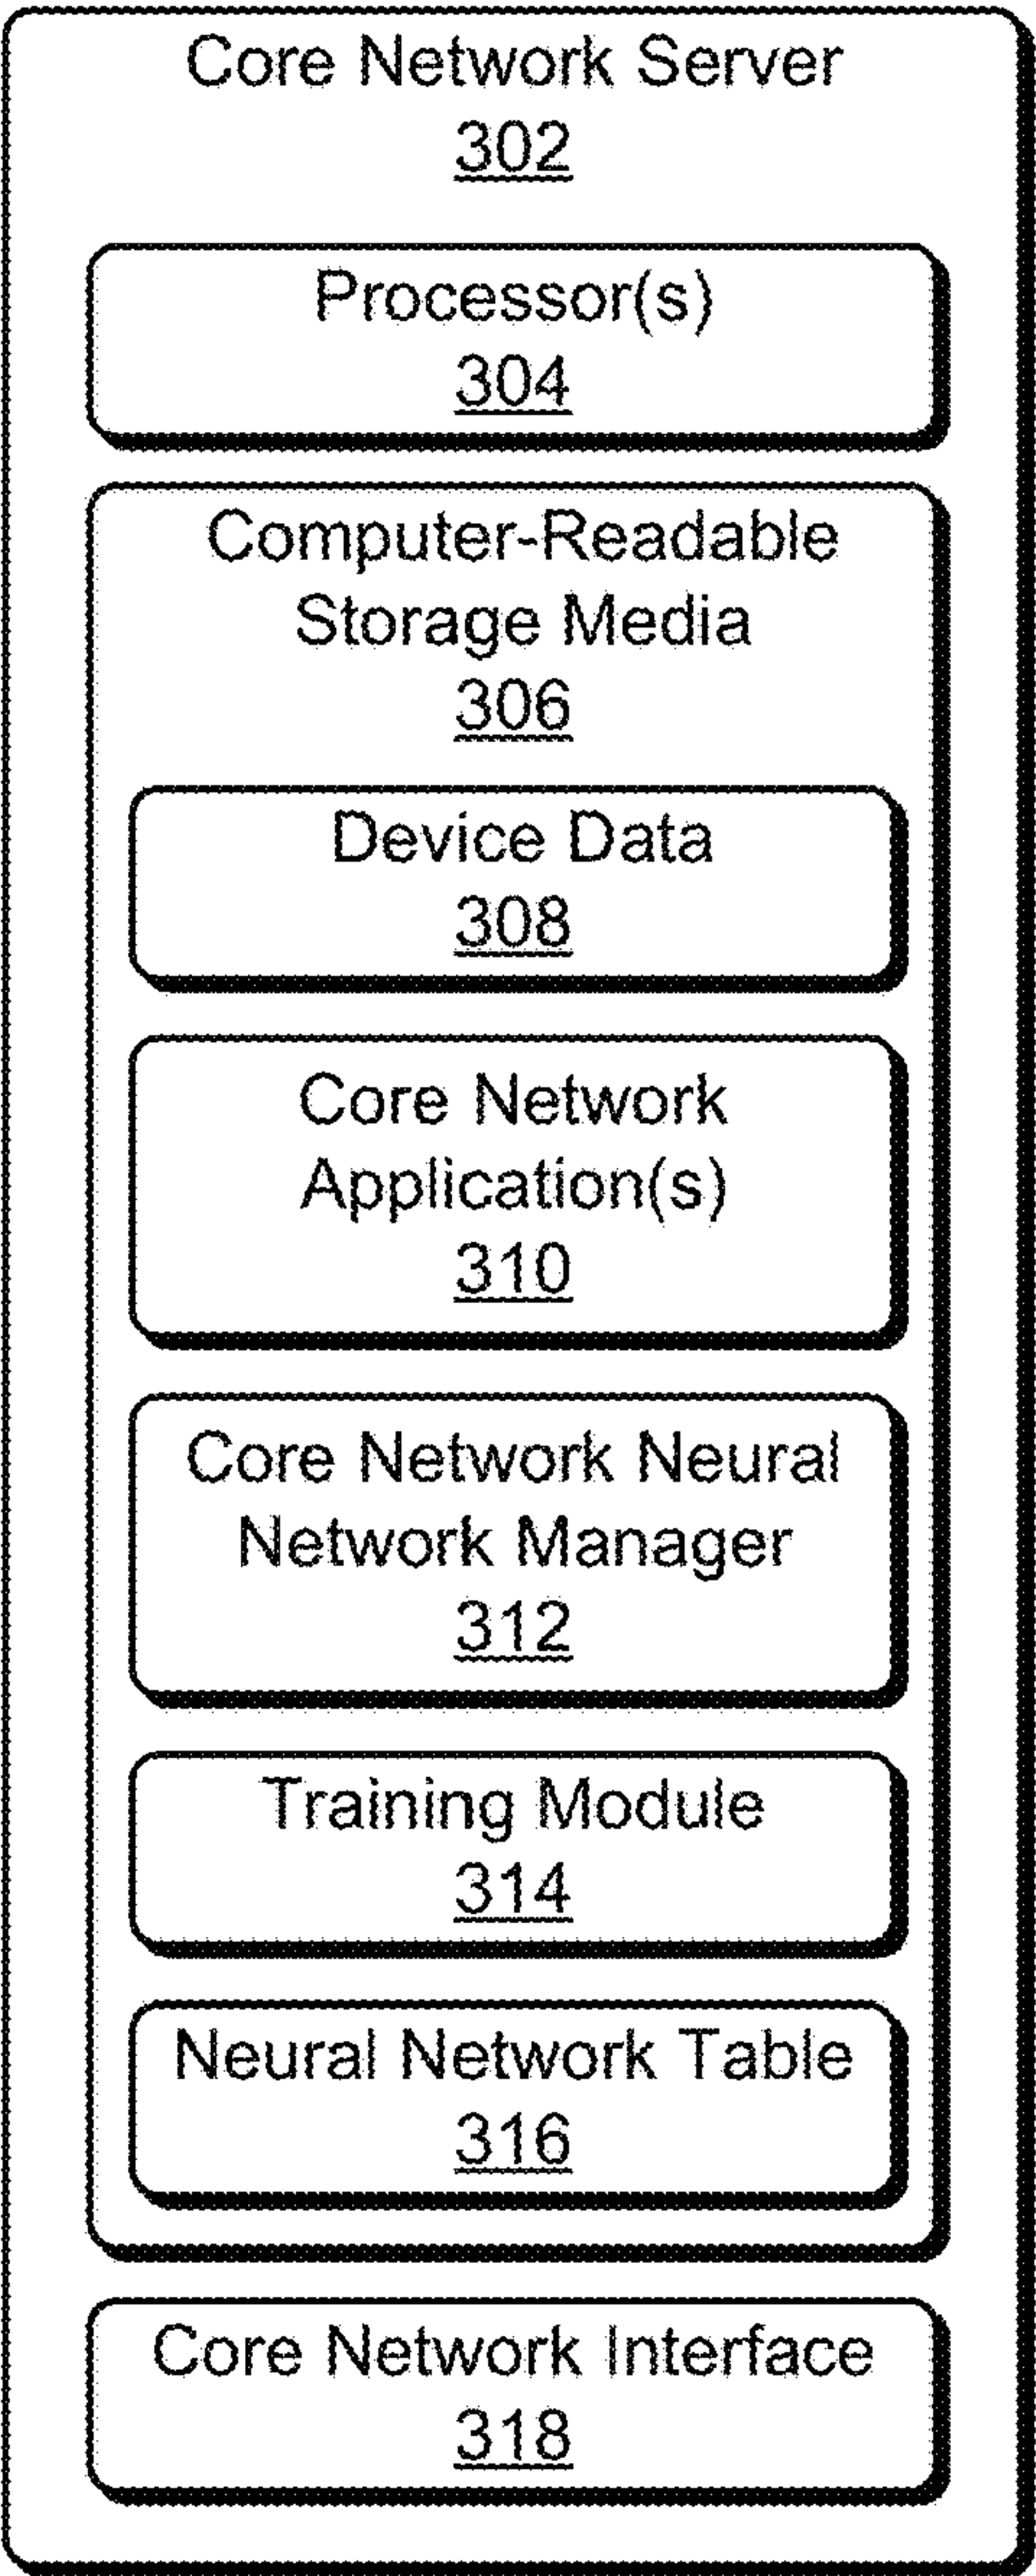 Core Network Server
302
Processor(s)
304
Computer-Readable
Storage Media
306
Device Data
308
Core Network
Application(s)
310
Core Network Neural
Network Manager
312
Training Module
314
Neural Network Table
316
Core Network Interface
318